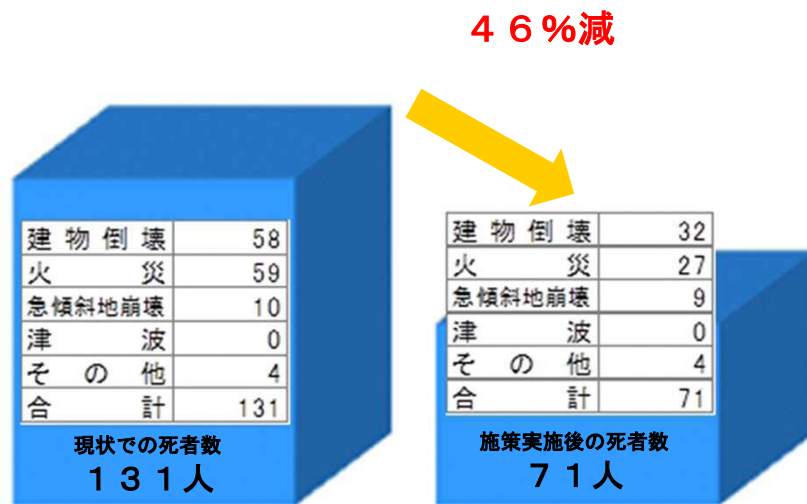 ４６%減
建物倒壊 58
火災 59
急傾斜地崩壊 10
津波 0
その他 4
合計 131
現状での死者数
１３１人
建物倒壊 32
火災 27
急傾斜地崩壊 9
津波 0
その他 4
合計 71
施策実施後の死者数
７１人